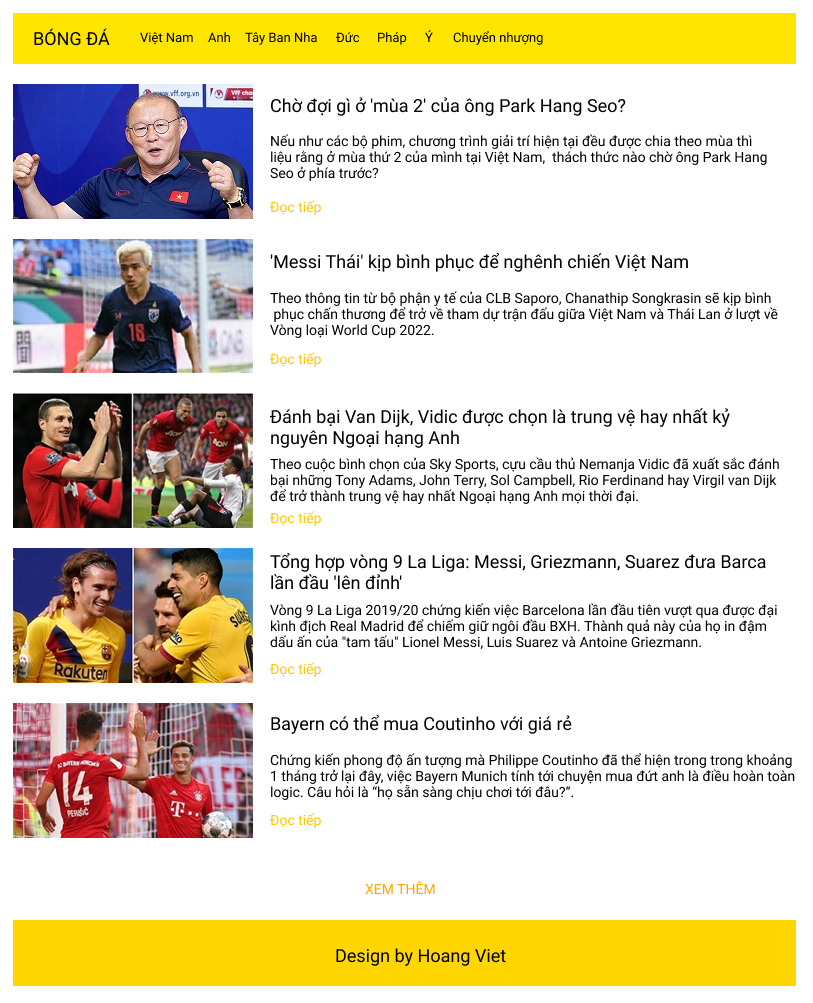 BÓNG ĐÁ Việt Nam Anh Tây Ban Nha Đức Pháp Ý Chuyển nhượng
www.vff.org.vn VFF
Chờ đợi gì ở 'mùa 2' của ông Park Hang Seo?
Nếu như các bộ phim, chương trình giải trí hiện tại đều được chia theo mùa thì
liệu rằng ở mùa thứ 2 của mình tại Việt Nam, thách thức nào chờ ông Park Hang
Seo ở phía trước?
Đọc tiếp
18
'Messi Thái' kịp bình phục để nghênh chiến Việt Nam
Theo thông tin từ bộ phận y tế của CLB Saporo, Chanathip Songkrasin sẽ kịp bình
phục chấn thương để trở về tham dự trận đấu giữa Việt Nam và Thái Lan ở lượt về
Vòng loại World Cup 2022.
Đọc tiếp
AON
Đánh bại Van Dijk, Vidic được chọn là trung vệ hay nhất kỷ
nguyên Ngoại hạng Anh
Theo cuộc bình chọn của Sky Sports, cựu cầu thủ Nemanja Vidic đã xuất sắc đánh
bại những Tony Adams, John Terry, Sol Campbell, Rio Ferdinand hay Virgil van Dijk
để trở thành trung vệ hay nhất Ngoại hạng Anh mọi thời đại.
Đọc tiếp
Rakuten
Tổng hợp vòng 9 La Liga: Messi, Griezmann, Suarez đưa Barca
lần đầu 'lên đỉnh'
Vòng 9 La Liga 2019/20 chứng kiến việc Barcelona lần đầu tiên vượt qua được đại
kình địch Real Madrid để chiếm giữ ngôi đầu BXH. Thành quả này của họ in đậm
dấu ấn của "tam tấu" Lionel Messi, Luis Suarez và Antoine Griezmann.
Đọc tiếp
FC BAYERN MÜNCHEN
14
PERIŠIĆ
T
Bayern có thể mua Coutinho với giá rẻ
Chứng kiến phong độ ấn tượng mà Philippe Coutinho đã thể hiện trong trong khoảng
1 tháng trở lại đây, việc Bayern Munich tính tới chuyện mua đứt anh là điều hoàn toàn
logic. Câu hỏi là “họ sẵn sàng chịu chơi tới đâu?”.
Đọc tiếp
XEM THÊM
Design by Hoang Viet